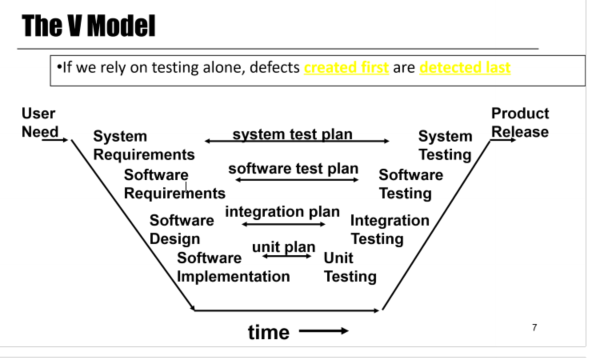 The V Model
•If we rely on testing alone, defects created first are detected last
User
Need
Product
Release
System
Requirements
system test plan
System
Testing
Software
Requirements
software test plan
Software
Testing
Software
Design
integration plan
Integration
Testing
Software
Implementation
unit plan
Unit
Testing
time
7